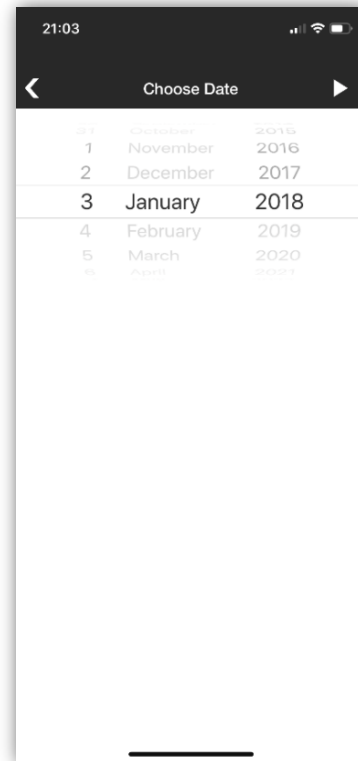 21:03
Choose Date
31 October 2015
1 November 2016
2 December 2017
3 January 2018
4 February 2019
5 March 2020
6 April 2021